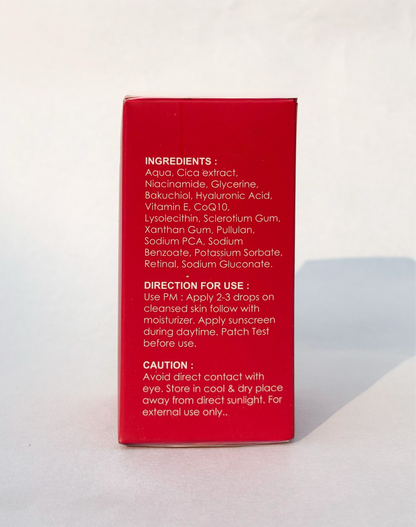 INGREDIENTS :
Aqua, Cica extract,
Niacinamide, Glycerine,
Bakuchiol, Hyaluronic Acid,
Vitamin E, CoQ10,
Lysolecithin, Sclerotium Gum,
Xanthan Gum, Pullulan,
Sodium PCA, Sodium
Benzoate, Potassium Sorbate,
Retinal, Sodium Gluconate.
DIRECTION FOR USE :
Use PM : Apply 2-3 drops on
cleansed skin follow with
moisturizer. Apply sunscreen
during daytime. Patch Test
before use.
CAUTION :
Avoid direct contact with
eye. Store in cool & dry place
away from direct sunlight. For
external use only..